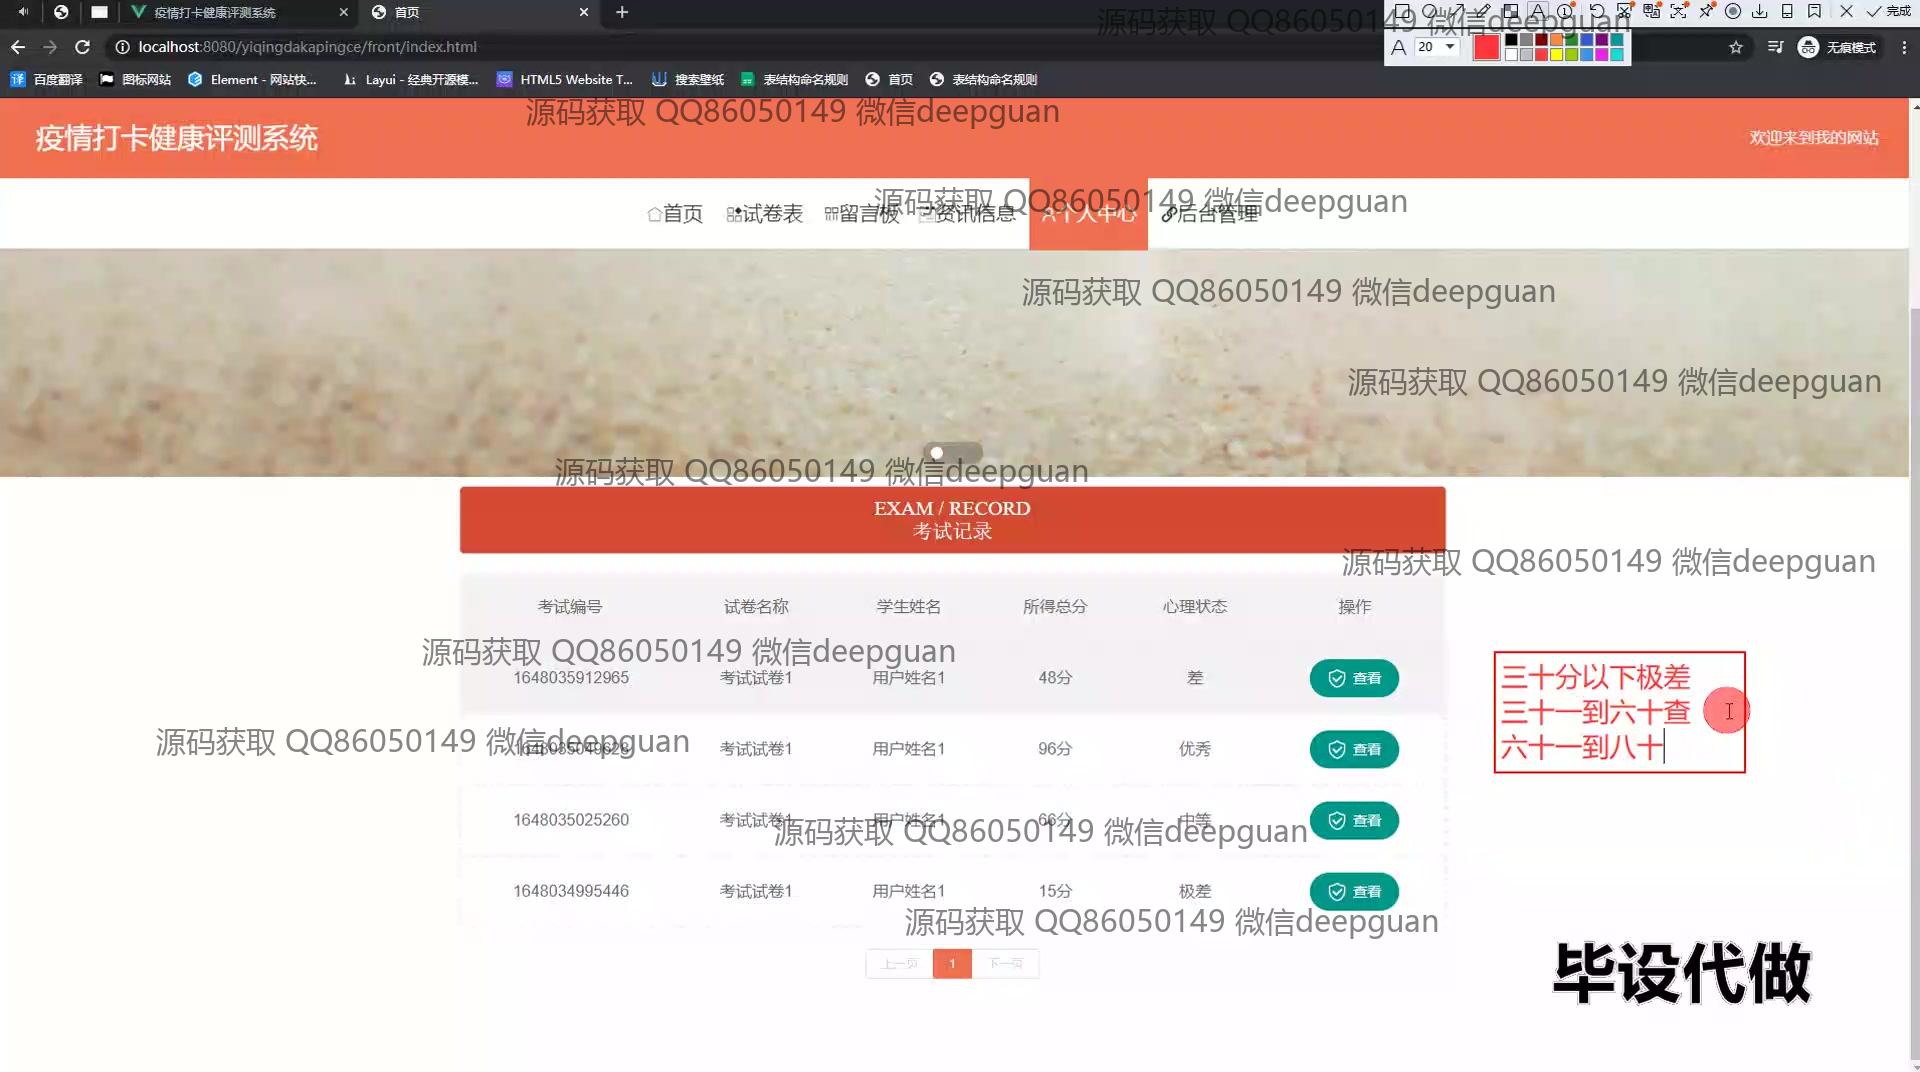 疫情打卡健康评测系统
首页
完成
localhost:8080/yiqingdakapingce/front/index.html
A 20
无痕模式
百度翻译 图标网站 Element - 网站快... Layui - 经典开源模... HTML5 Website T... 搜索壁纸 表结构命名规则 首页 表结构命名规则
源码获取 QQ86050149 微信deepguan
源码获取 QQ86050149 微信deepguan
疫情打卡健康评测系统
欢迎来到我的网站
源码获取 QQ86050149 微信deepguan
首页 试卷表 留言板 资讯信息 个人中心 后台管理
源码获取 QQ86050149 微信deepguan
源码获取 QQ86050149 微信deepguan
源码获取 QQ86050149 微信deepguan
EXAM / RECORD
考试记录
源码获取 QQ86050149 微信deepguan
考试编号 试卷名称 学生姓名 所得总分 心理状态 操作
源码获取 QQ86050149 微信deepguan
1648035912965 考试试卷1 用户姓名1 48分 差 查看
三十分以下极差
三十一到六十查
六十一到八十
源码获取 QQ86050149 微信deepguan
1648035049628 考试试卷1 用户姓名1 96分 优秀 查看
1648035025260 考试试卷1 用户姓名1 66分 中等 查看
源码获取 QQ86050149 微信deepguan
1648034995446 考试试卷1 用户姓名1 15分 极差 查看
源码获取 QQ86050149 微信deepguan
上一页 1 下一页
毕设代做